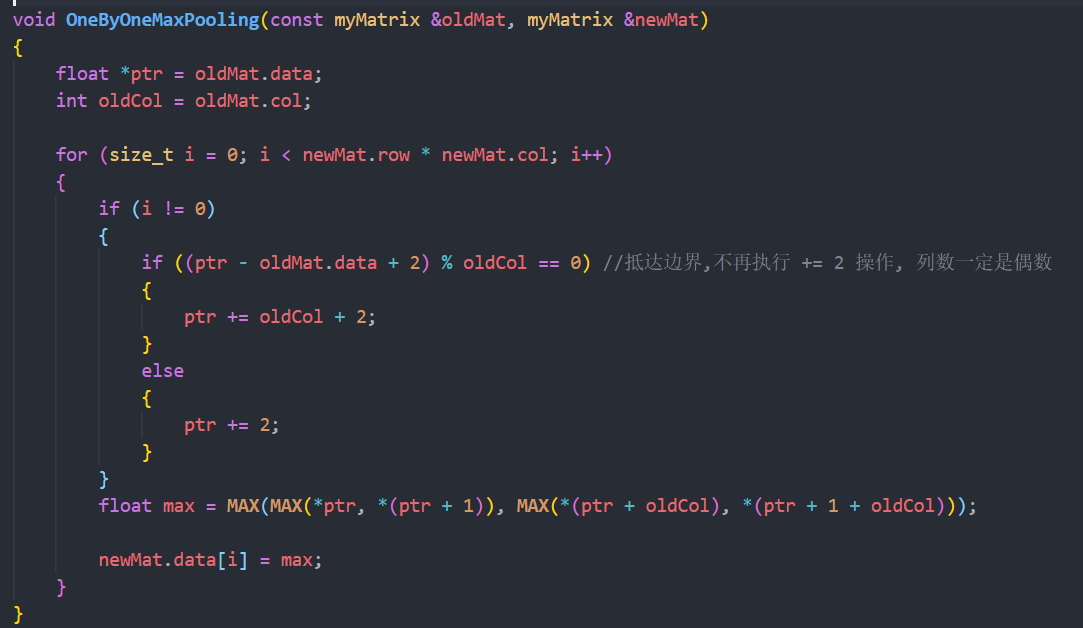 void OneByOneMaxPooling(const myMatrix &oldMat, myMatrix &newMat)
{
    float *ptr = oldMat.data;
    int oldCol = oldMat.col;

    for (size_t i = 0; i < newMat.row * newMat.col; i++)
    {
        if (i != 0)
        {
            if ((ptr - oldMat.data + 2) % oldCol == 0) //抵达边界,不再执行 += 2 操作, 列数一定是偶数
            {
                ptr += oldCol + 2;
            }
            else
            {
                ptr += 2;
            }
        }
        float max = MAX(MAX(*ptr, *(ptr + 1)), MAX(*(ptr + oldCol), *(ptr + 1 + oldCol)));

        newMat.data[i] = max;
    }
}